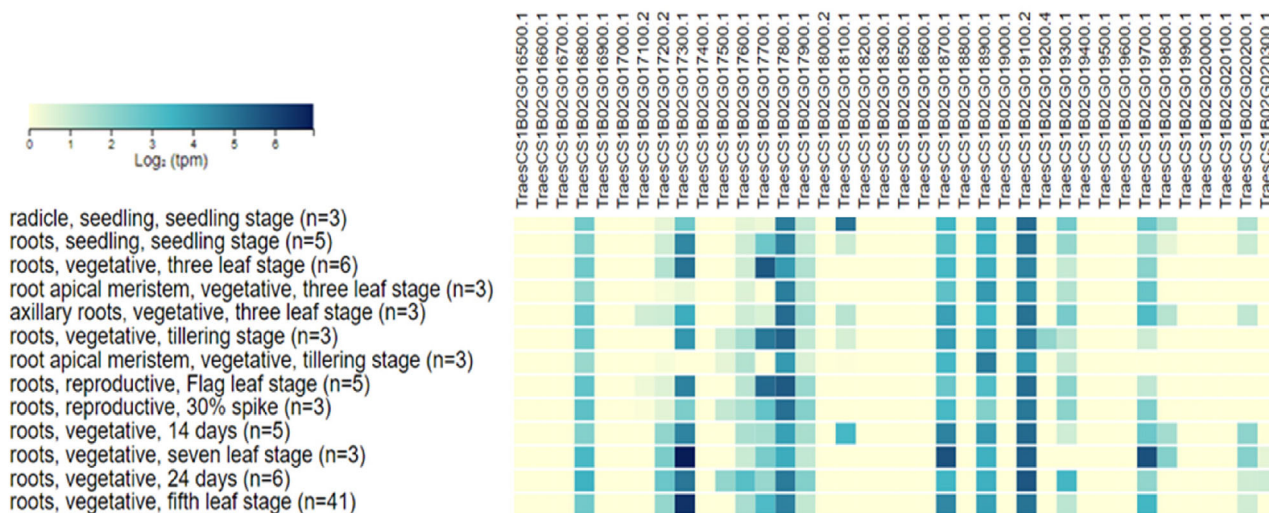 TraesCS1B02G016500.1
TraesCS1B02G016600.1
TraesCS1B02G016700.1
TraesCS1B02G016800.1
TraesCS1B02G016900.1
TraesCS1B02G017000.1
TraesCS1B02G017100.2
TraesCS1B02G017200.2
TraesCS1B02G017300.1
TraesCS1B02G017400.1
TraesCS1B02G017600.1
TraesCS1B02G017700.1
TraesCS1B02G017800.1
TraesCS1B02G017900.1
TraesCS1B02G018000.2
TraesCS1B02G018100.1
TraesCS1B02G018200.1
TraesCS1B02G018300.1
TraesCS1B02G018500.1
TraesCS1B02G018600.1
TraesCS1B02G018700.1
TraesCS1B02G018800.1
TraesCS1B02G018900.1
TraesCS1B02G019000.1
TraesCS1B02G019100.2
TraesCS1B02G019200.4
TraesCS1B02G019300.1
TraesCS1B02G019400.1
TraesCS1B02G019500.1
TraesCS1B02G019600.1
TraesCS1B02G019700.1
TraesCS1B02G019800.1
TraesCS1B02G019900.1
TraesCS1B02G020000.1
TraesCS1B02G020100.1
TraesCS1B02G020200.1
TraesCS1B02G020300.1
0 1 2 3 4 5 6
Log₂ (tpm)
radicle, seedling, seedling stage (n=3)
roots, seedling, seedling stage (n=5)
roots, vegetative, three leaf stage (n=6)
root apical meristem, vegetative, three leaf stage (n=3)
axillary roots, vegetative, three leaf stage (n=3)
roots, vegetative, tillering stage (n=3)
root apical meristem, vegetative, tillering stage (n=3)
roots, reproductive, Flag leaf stage (n=5)
roots, reproductive, 30% spike (n=3)
roots, vegetative, 14 days (n=5)
roots, vegetative, seven leaf stage (n=3)
roots, vegetative, 24 days (n=6)
roots, vegetative, fifth leaf stage (n=41)